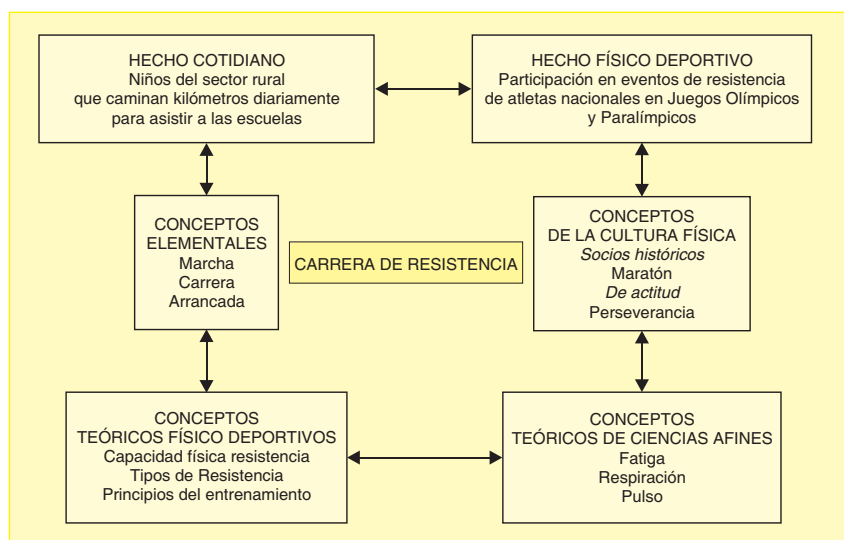 HECHO COTIDIANO
Niños del sector rural
que caminan kilómetros diariamente
para asistir a las escuelas
HECHO FÍSICO DEPORTIVO
Participación en eventos de resistencia
de atletas nacionales en Juegos Olímpicos
y Paralímpicos
CONCEPTOS
ELEMENTALES
Marcha
Carrera
Arrancada
CARRERA DE RESISTENCIA
CONCEPTOS
DE LA CULTURA FÍSICA
Socios históricos
Maratón
De actitud
Perseverancia
CONCEPTOS
TEÓRICOS FÍSICO DEPORTIVOS
Capacidad física resistencia
Tipos de Resistencia
Principios del entrenamiento
CONCEPTOS
TEÓRICOS DE CIENCIAS AFINES
Fatiga
Respiración
Pulso